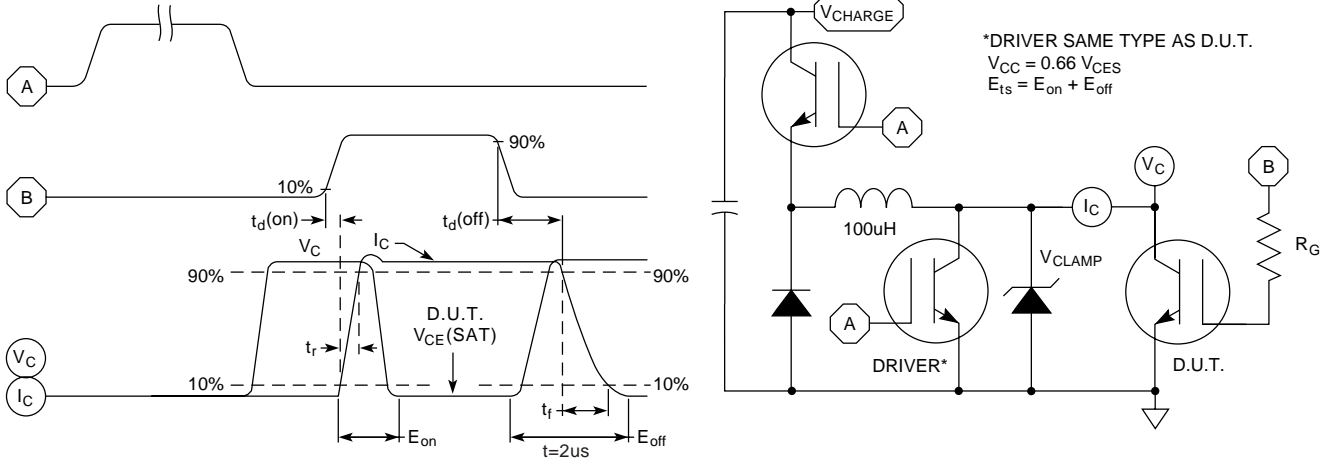 A
B
10%
90%
td(on)
td(off)
VC
IC
90%
90%
D.U.T.
VCE(SAT)
tr
VC
10%
10%
IC
tf
Eon
t=2us
Eoff
VCHARGE
*DRIVER SAME TYPE AS D.U.T.
VCC = 0.66 VCES
Ets = Eon + Eoff
A
VC
B
100uH
IC
RG
VCLAMP
A
DRIVER*
D.U.T.